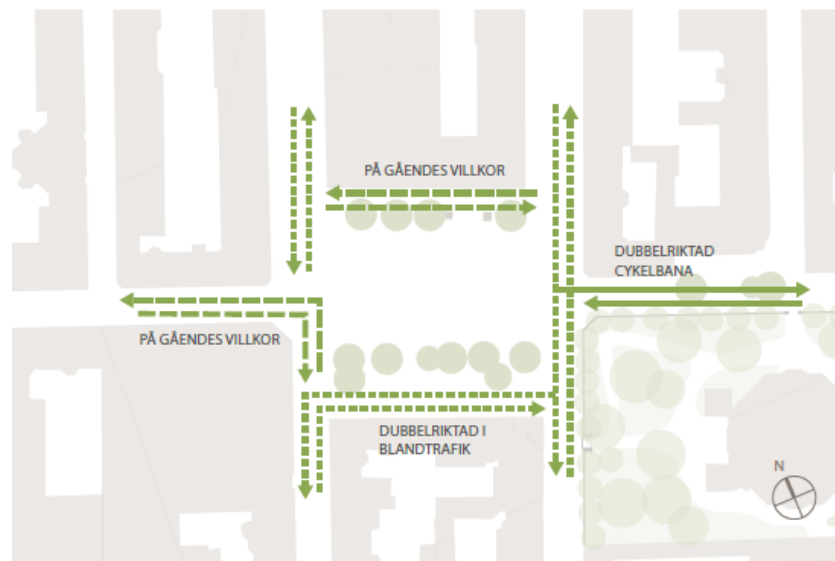 PÅ GÅENDES VILLKOR
DUBBELRIKTAD
CYKELBANA
PÅ GÅENDES VILLKOR
DUBBELRIKTAD I
BLANDTRAFIK
N